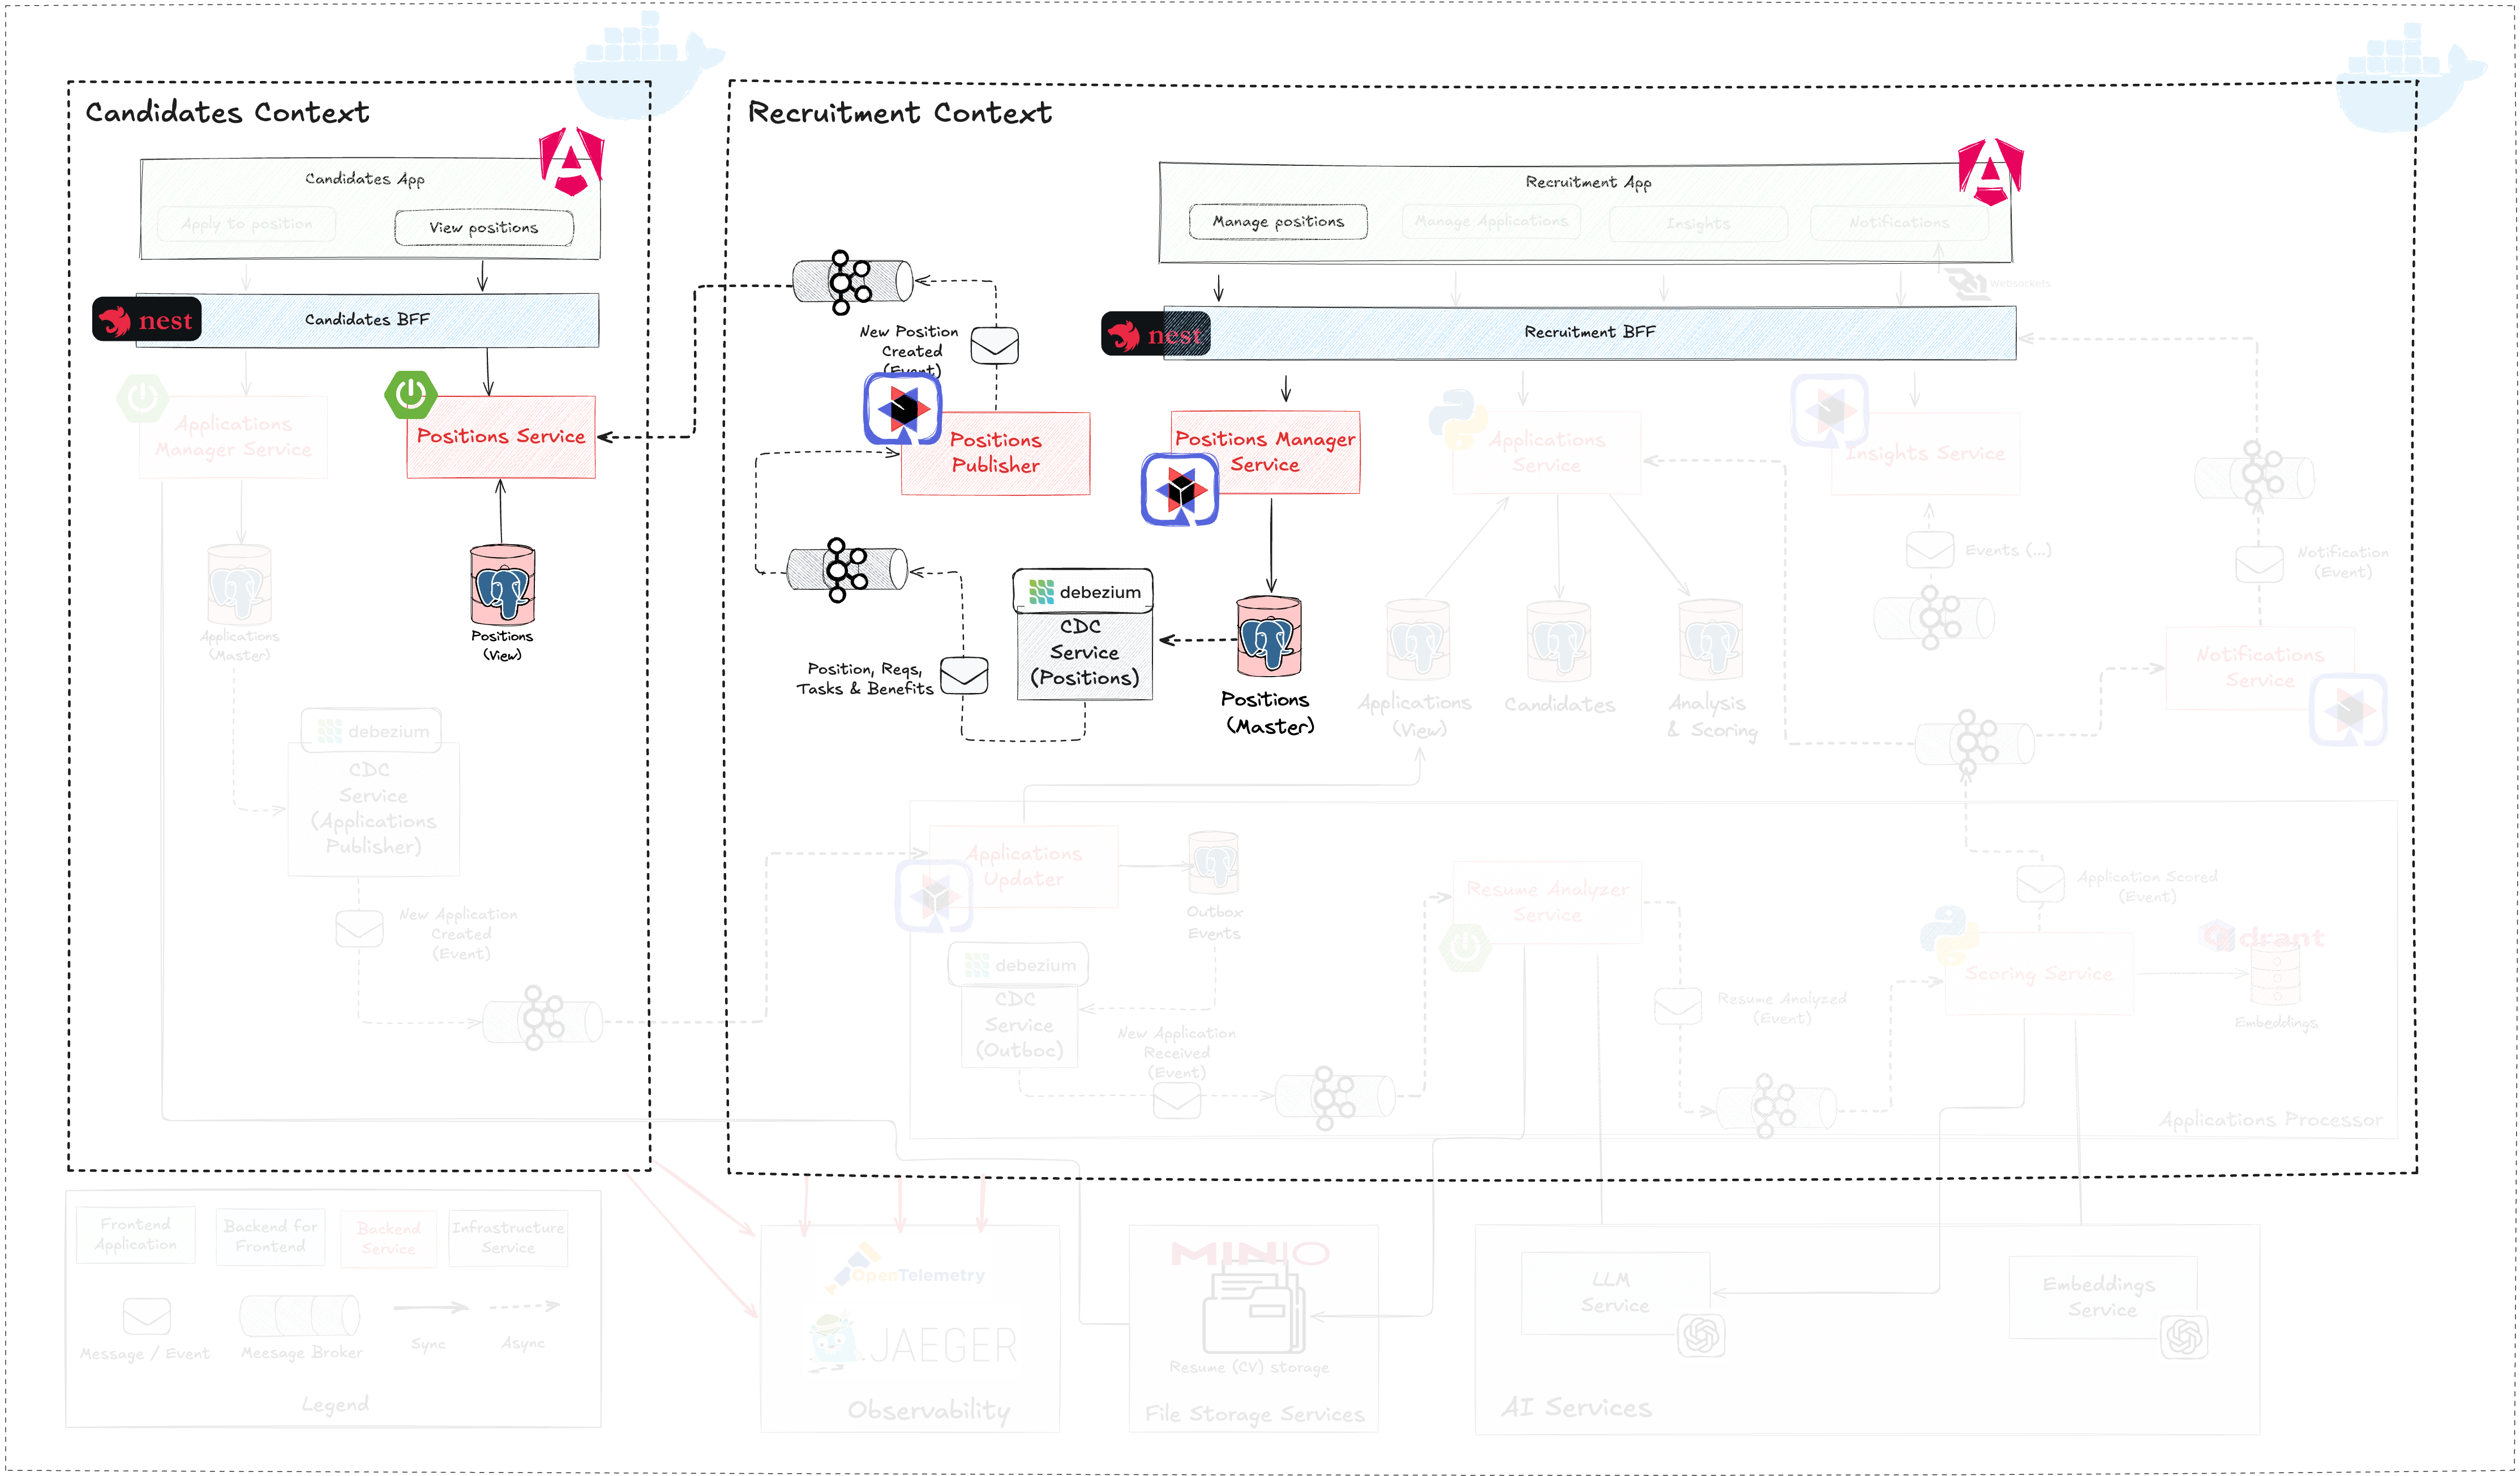 Candidates Context
Candidates App
Apply to position
View positions
nest
Candidates BFF
Applications
Manager Service
Positions Service
Applications
(Master)
Positions
(View)
debezium
CDC
Service
(Applications
Publisher)
New Application
Created
(Event)
Recruitment Context
Recruitment App
Manage positions
Manage Applications
Insights
Notifications
Websockets
nest
Recruitment BFF
New Position
Created
(Event)
Positions
Publisher
Positions Manager
Service
Applications
Service
Insights Service
Events (...)
Notification
(Event)
debezium
CDC
Service
(Positions)
Position, Reqs,
Tasks & Benefits
Positions
(Master)
Applications
(View)
Candidates
Analysis
& Scoring
Notifications
Service
Applications
Updater
Outbox
Events
debezium
CDC
Service
(Outboc)
New Application
Received
(Event)
Resume Analyzer
Service
Resume Analyzed
(Event)
Application Scored
(Event)
Scoring Service
drant
Embeddings
Applications Processor
Frontend
Application
Backend for
Frontend
Backend
Service
Infrastructure
Service
Message / Event
Meesage Broker
Sync
Async
Legend
OpenTelemetry
JAEGER
Observability
MINIO
Resume (CV) storage
File Storage Services
LLM
Service
Embeddings
Service
AI Services